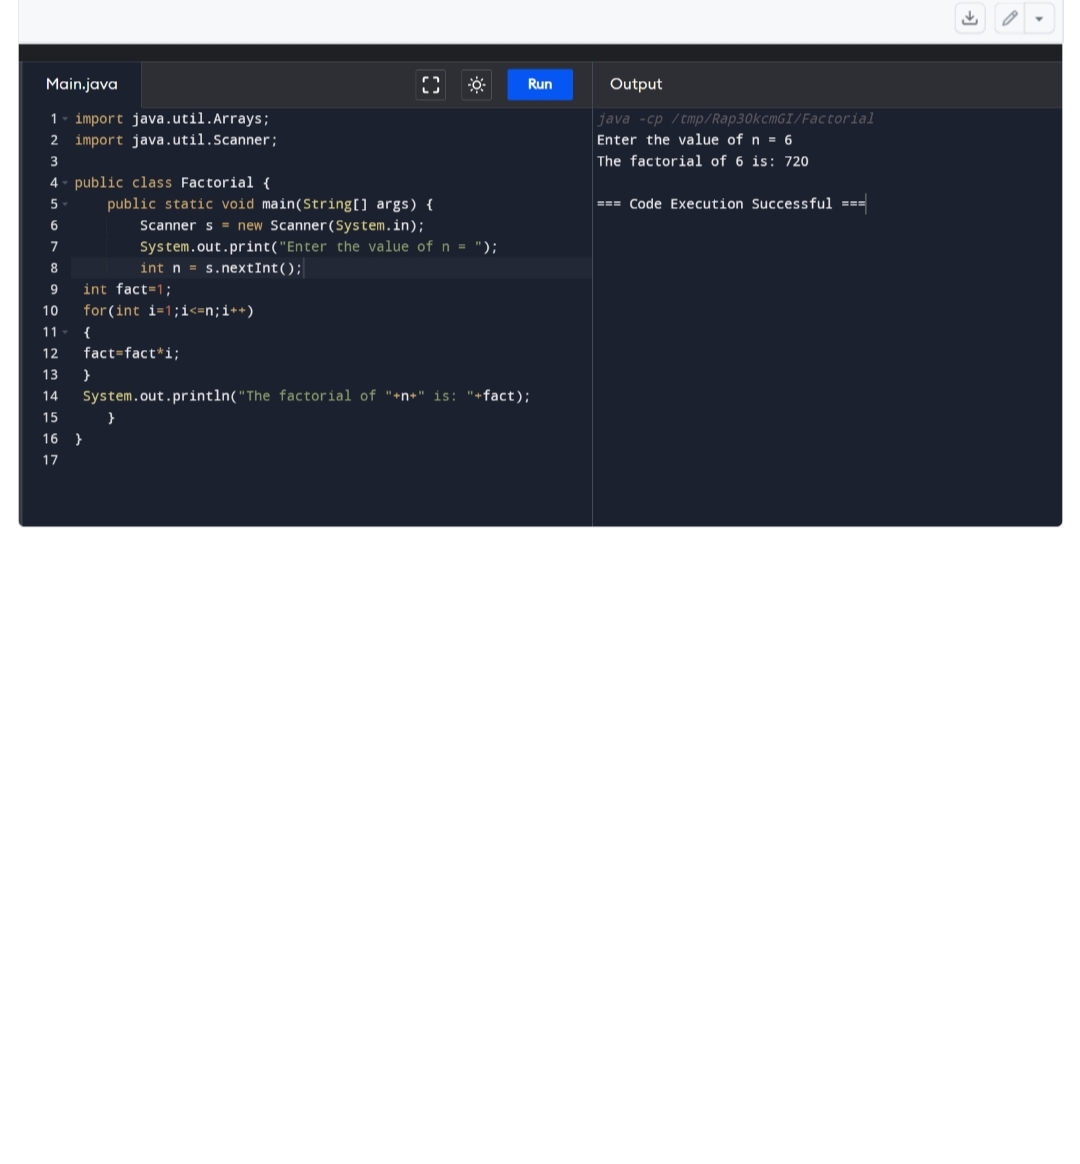 Main.java
Run
Output
1 import java.util.Arrays;
2 import java.util.Scanner;
3
4 public class Factorial {
5     public static void main(String[] args) {
6         Scanner s = new Scanner(System.in);
7         System.out.print("Enter the value of n = ");
8         int n = s.nextInt();
9  int fact=1;
10  for(int i=1;i<=n;i++)
11  {
12  fact=fact*i;
13  }
14  System.out.println("The factorial of "+n+" is: "+fact);
15     }
16 }
17
java -cp /tmp/Rap3OkcmGI/Factorial
Enter the value of n = 6
The factorial of 6 is: 720
=== Code Execution Successful ===